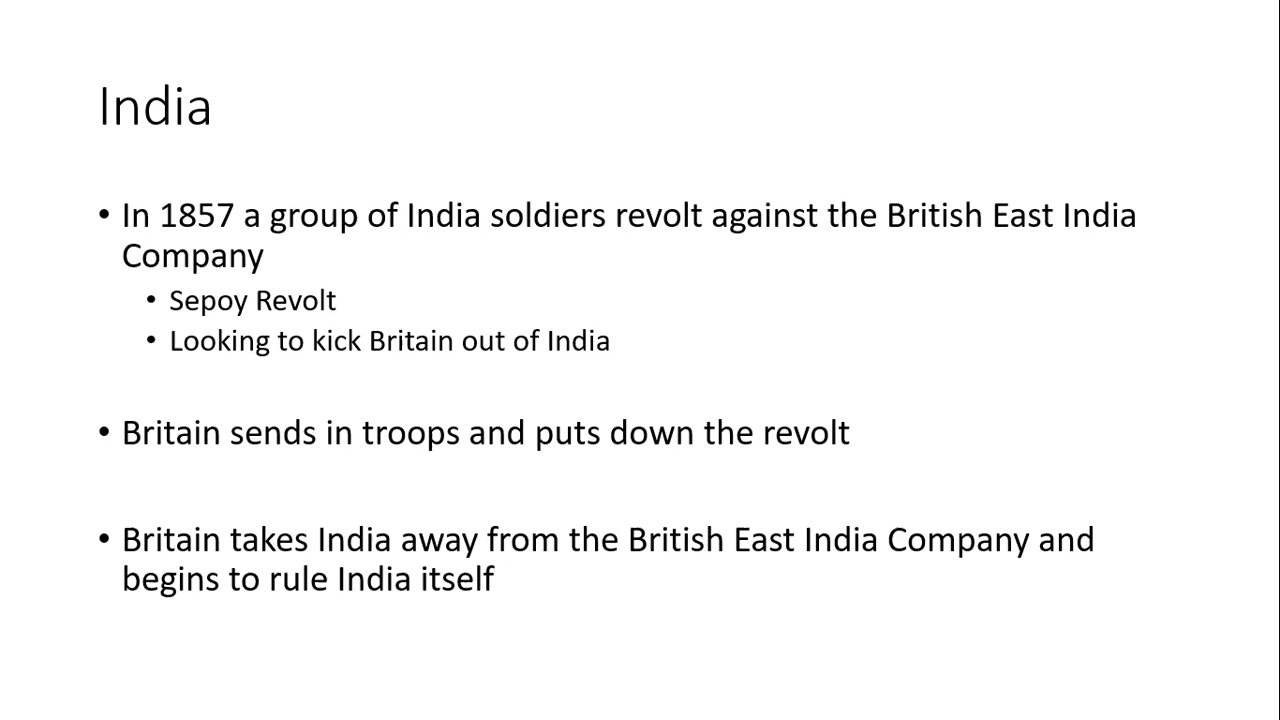 India
• In 1857 a group of India soldiers revolt against the British East India
Company
• Sepoy Revolt
• Looking to kick Britain out of India
• Britain sends in troops and puts down the revolt
• Britain takes India away from the British East India Company and
begins to rule India itself